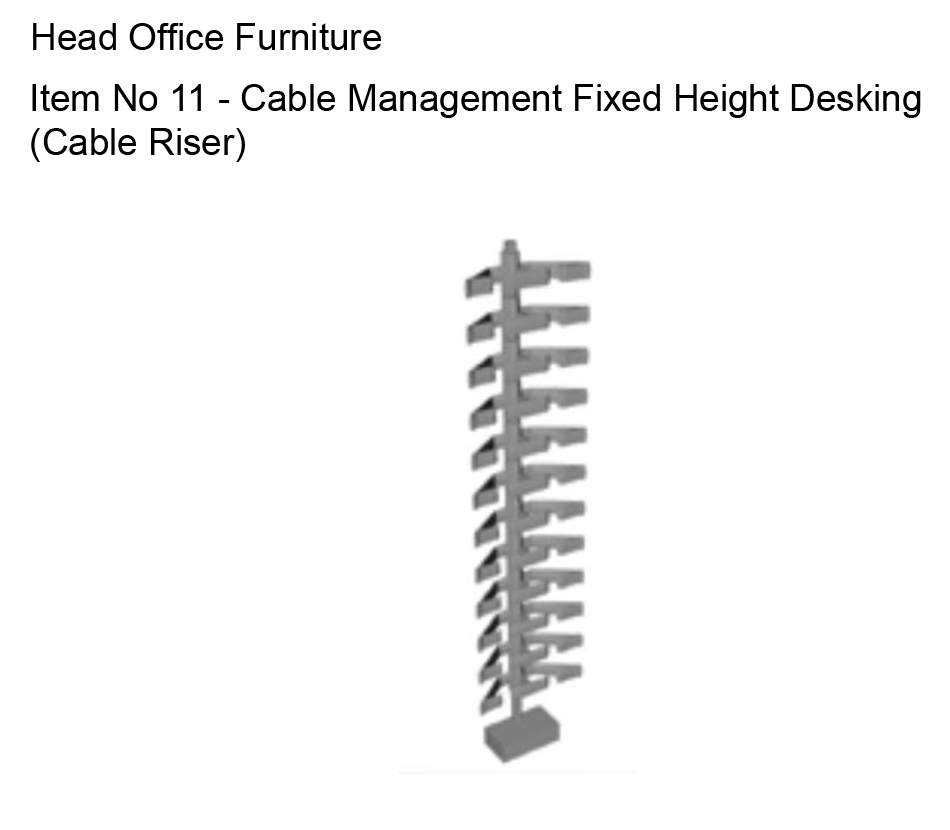 Head Office Furniture
Item No 11 - Cable Management Fixed Height Desking
(Cable Riser)